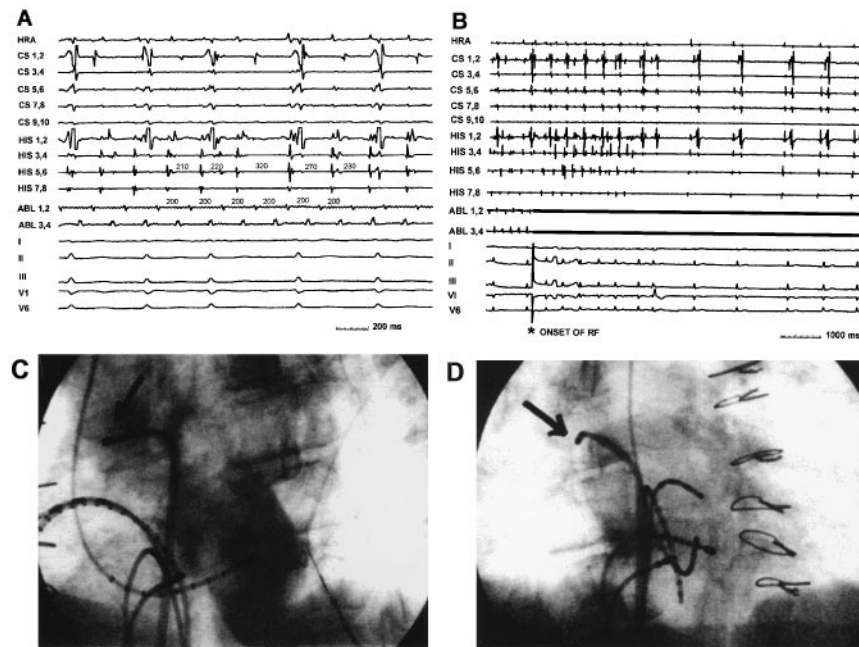 A
HRA
CS 1,2
CS 3,4
CS 5,6
CS 7,8
CS 9,10
HIS 1,2
HIS 3,4
HIS 5,6
210 220 320 270 230
HIS 7,8
200 200 200 200 200 200
ABL 1,2
ABL 3,4
I
II
III
V1
V6
200 ms
B
HRA
CS 1,2
CS 3,4
CS 5,6
CS 7,8
CS 9,10
HIS 1,2
HIS 3,4
HIS 5,6
HIS 7,8
ABL 1,2
ABL 3,4
I
II
III
V1
V6
* ONSET OF RF
1000 ms
C
D